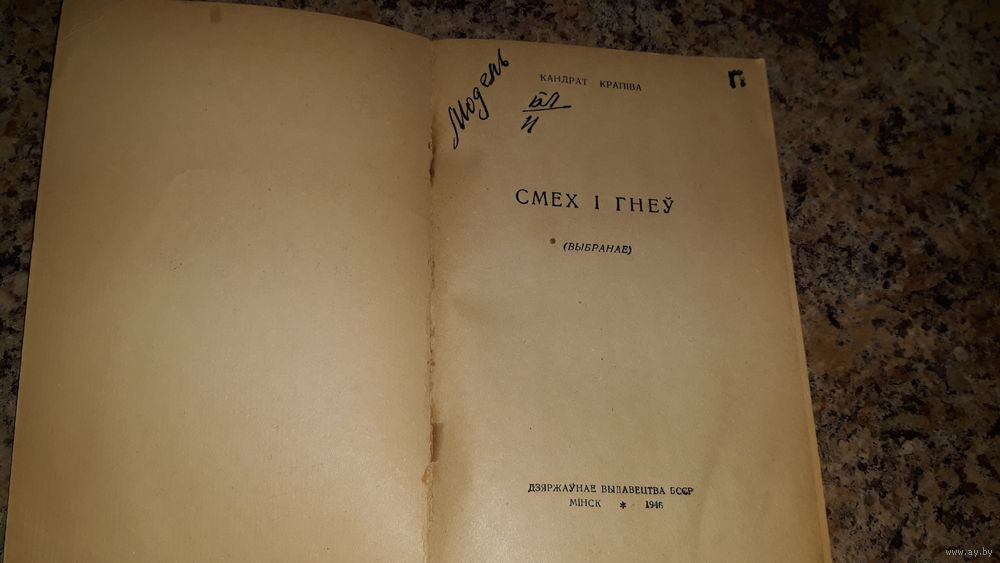 Модель
КАНДРАТ КРАПІВА
п
СМЕХ І ГНЕЎ
(ВЫБРАНАЕ)
ДЗЯРЖАЎНАЕ ВЫДАВЕЦТВА БССР
МІНСК * 1946
www.ay.by